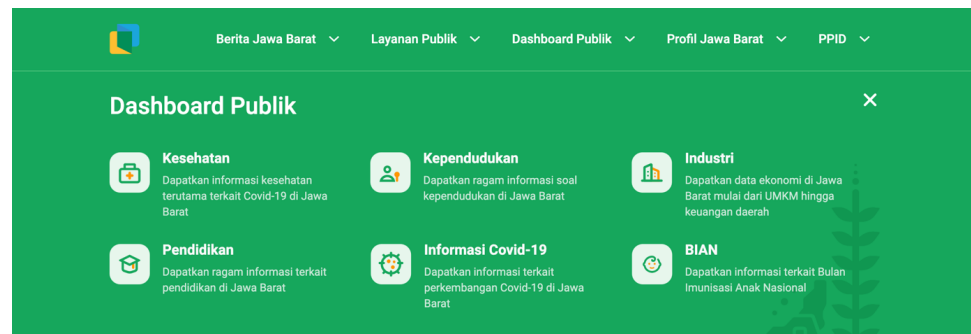 Berita Jawa Barat Layanan Publik Dashboard Publik Profil Jawa Barat PPID
Dashboard Publik
Kesehatan
Dapatkan informasi kesehatan
terutama terkait Covid-19 di Jawa
Barat
Kependudukan
Dapatkan ragam informasi soal
kependudukan di Jawa Barat
Industri
Dapatkan data ekonomi di Jawa
Barat mulai dari UMKM hingga
keuangan daerah
Pendidikan
Dapatkan ragam informasi terkait
pendidikan di Jawa Barat
Informasi Covid-19
Dapatkan informasi terkait
perkembangan Covid-19 di Jawa
Barat
BIAN
Dapatkan informasi terkait Bulan
Imunisasi Anak Nasional